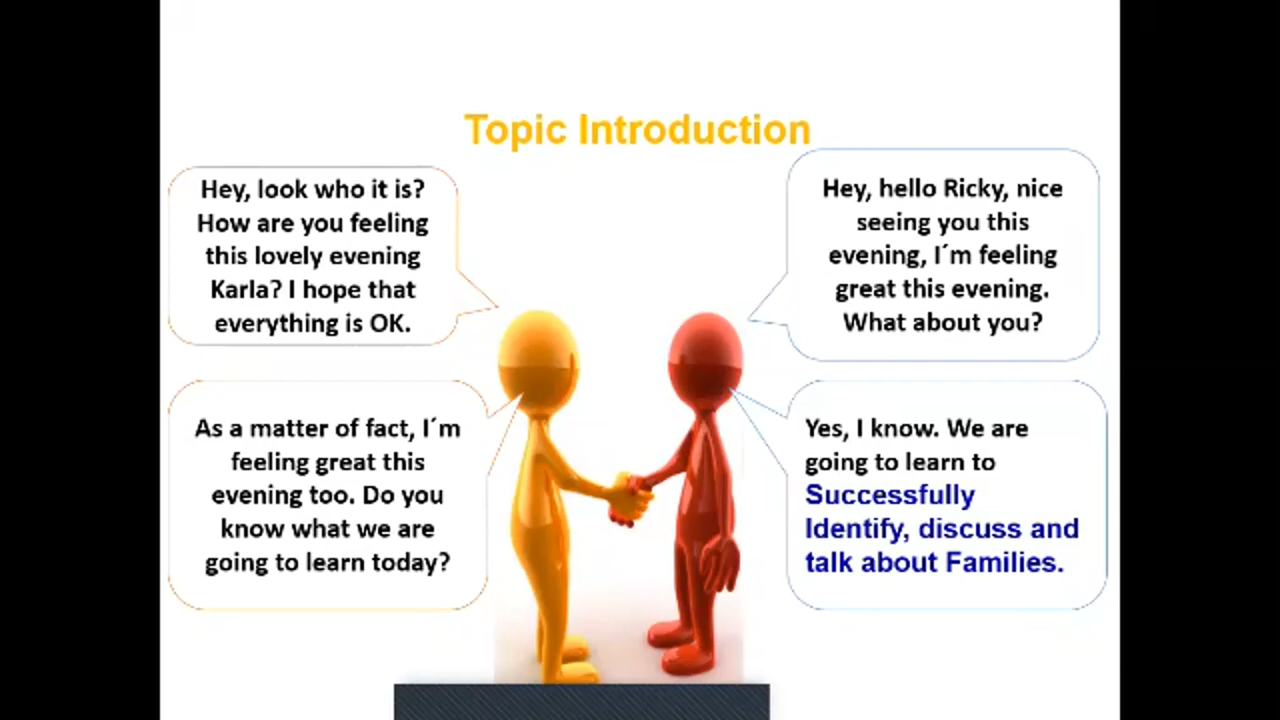 Topic Introduction
Hey, look who it is?
How are you feeling
this lovely evening
Karla? I hope that
everything is OK.
Hey, hello Ricky, nice
seeing you this
evening, I´m feeling
great this evening.
What about you?
As a matter of fact, I´m
feeling great this
evening too. Do you
know what we are
going to learn today?
Yes, I know. We are
going to learn to
Successfully
Identify, discuss and
talk about Families.